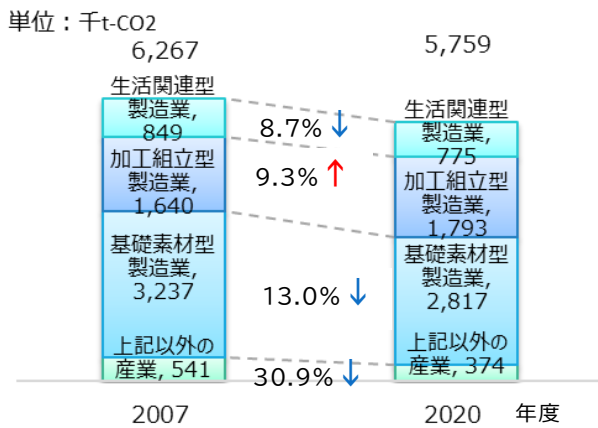 単位：千t-CO2
6,267
5,759
生活関連型
製造業,
849
8.7%↓
生活関連型
製造業,
775
加工組立型
製造業,
1,640
9.3%↑
加工組立型
製造業,
1,793
基礎素材型
製造業,
3,237
13.0%↓
基礎素材型
製造業,
2,817
上記以外の
産業, 541
30.9%↓
上記以外の
産業, 374
2007
2020
年度